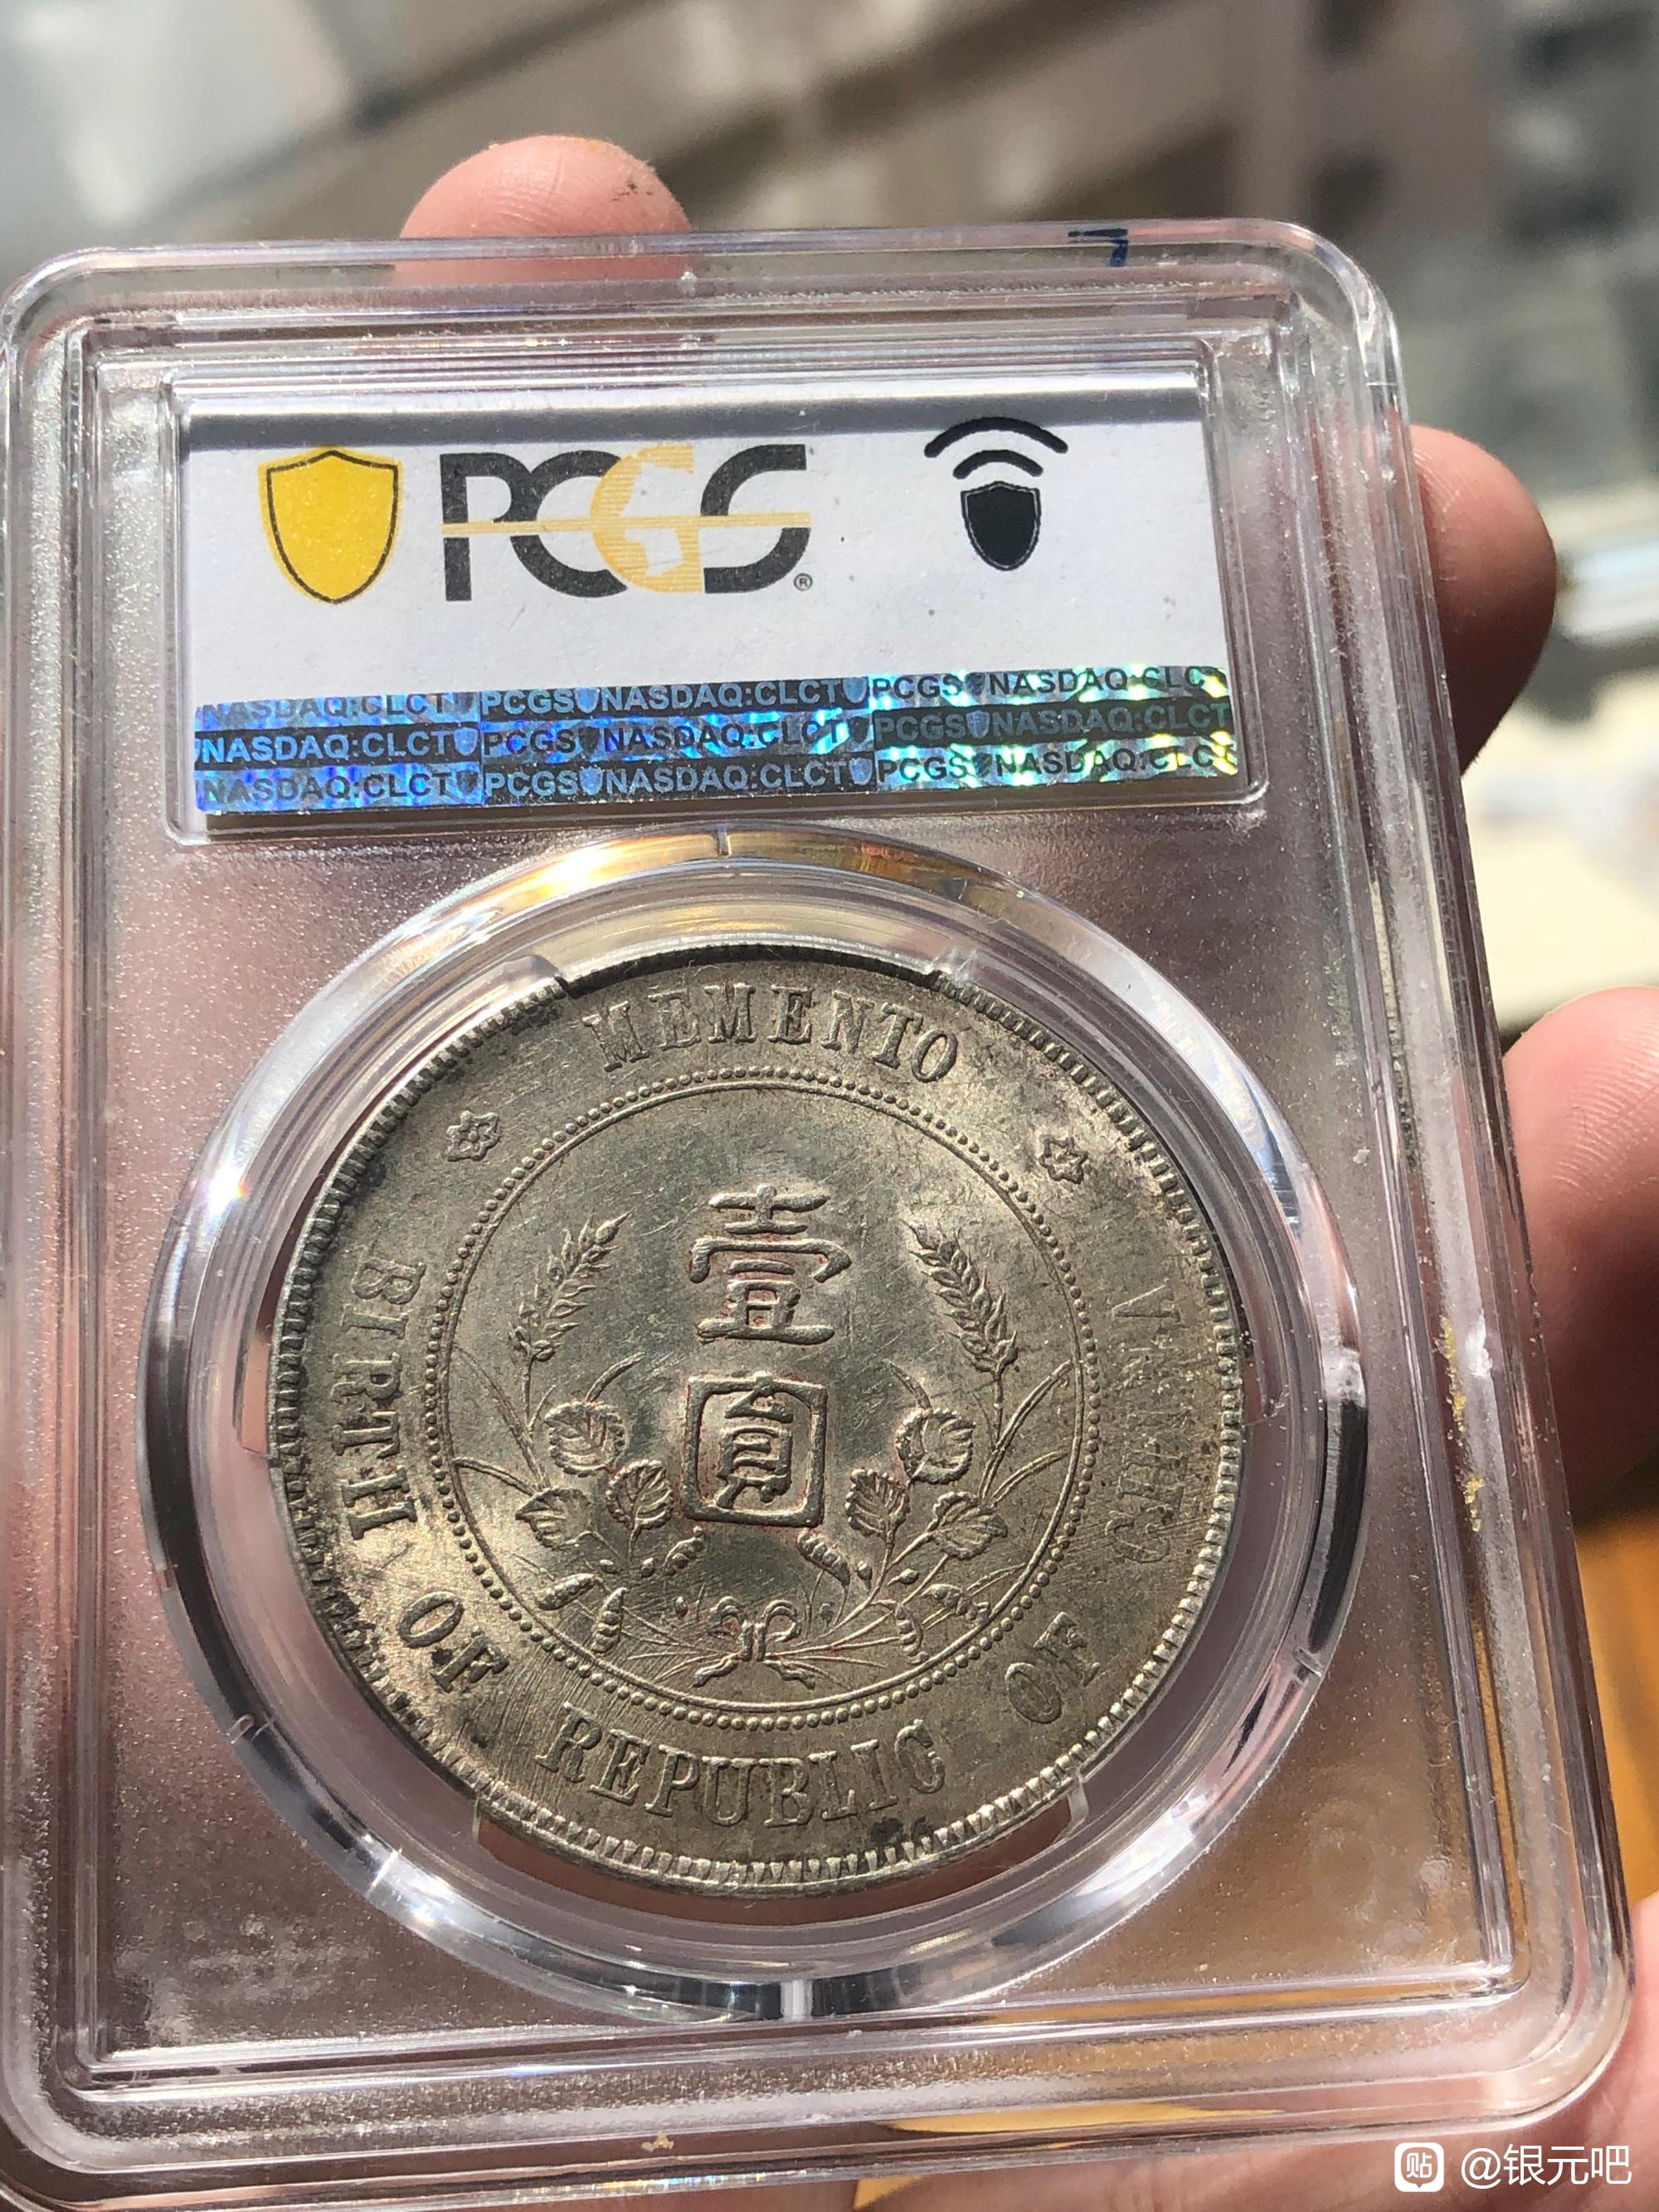 PCGS®
NASDAQ:CLCT PCGS NASDAQ:CLCT PCGS NASDAQ:CLCT
NASDAQ:CLCT PCGS NASDAQ:CLCT PCGS NASDAQ:CLCT
NASDAQ:CLCT PCGS NASDAQ:CLCT PCGS NASDAQ:CLCT
MEMENTO
BIRTH OF REPUBLIC OF CHINA
壹
圓
贴 @银元吧